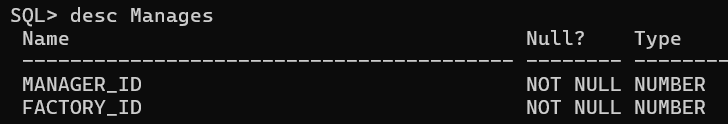 SQL> desc Manages
Name Null? Type
----------------------------------------- -------- --------
MANAGER_ID NOT NULL NUMBER
FACTORY_ID NOT NULL NUMBER